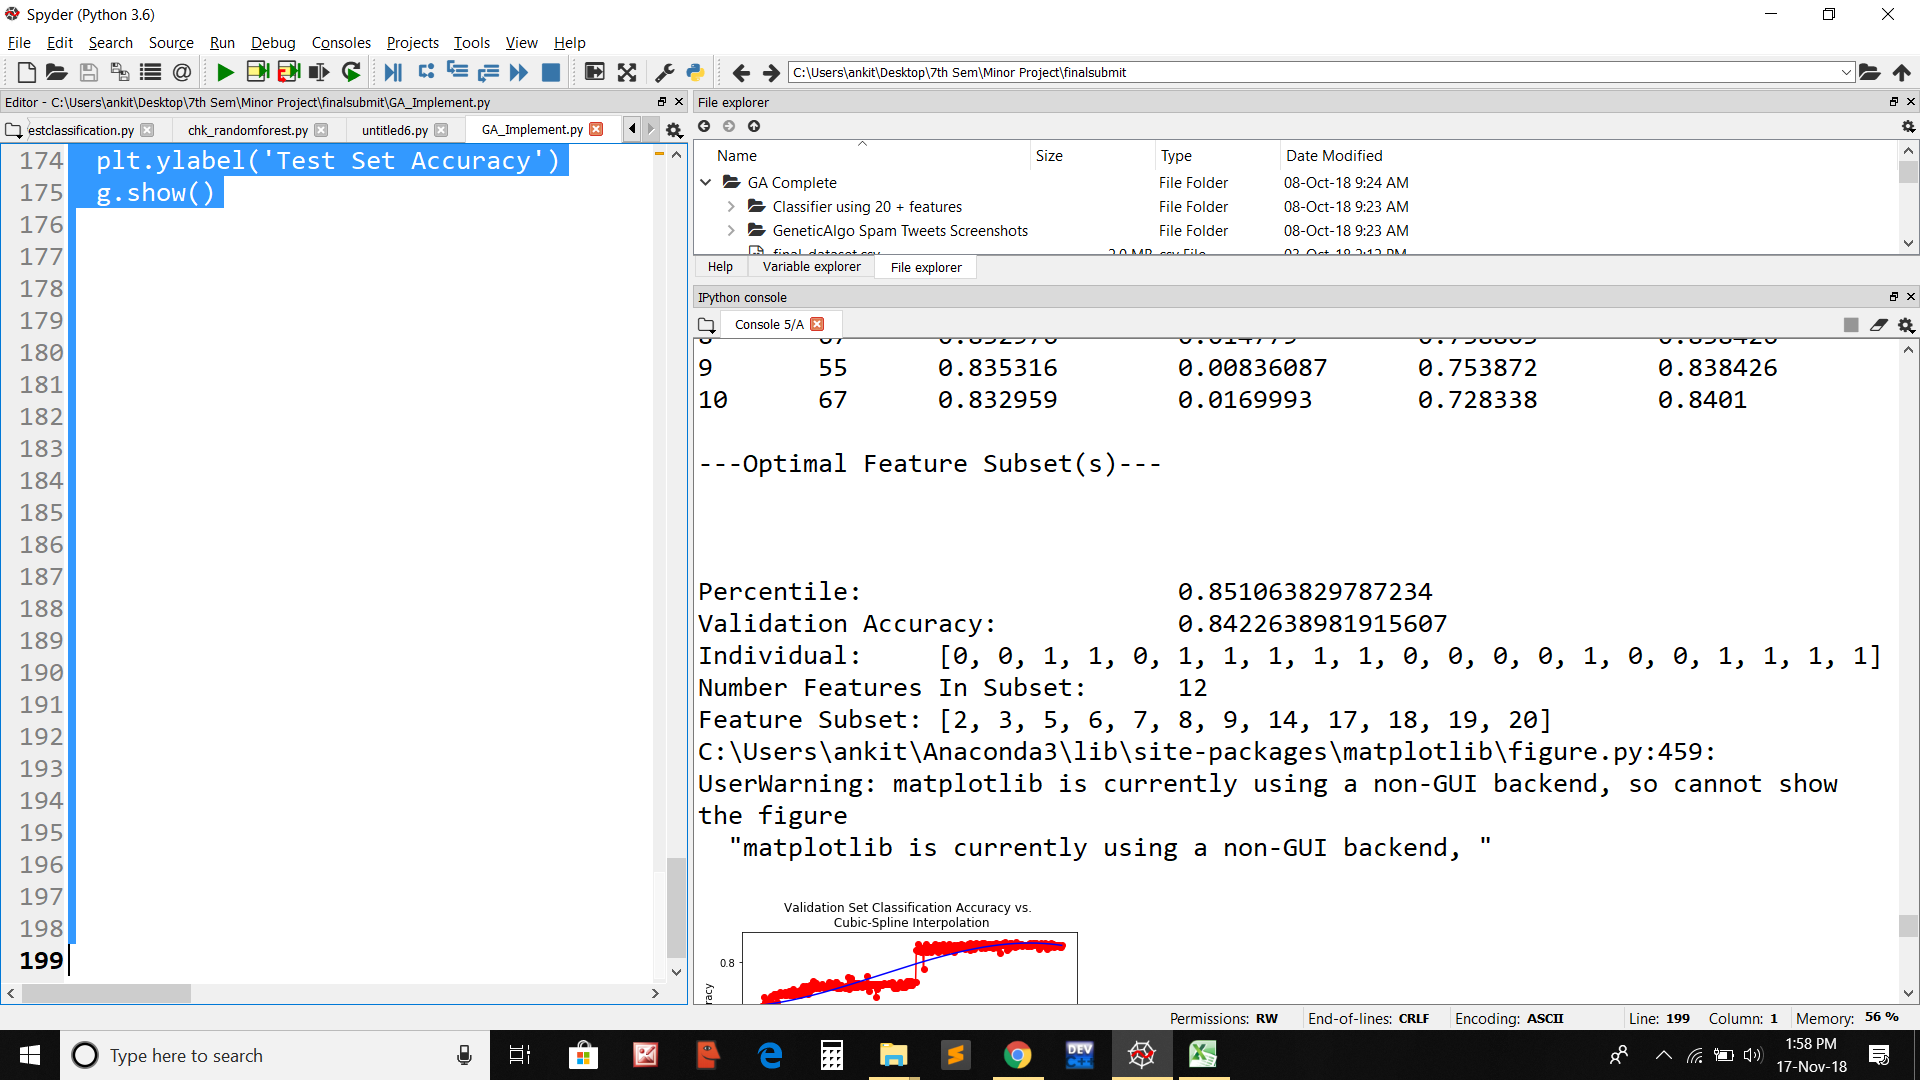 Spyder (Python 3.6)
File Edit Search Source Run Debug Consoles Projects Tools View Help
C:\Users\ankit\Desktop\7th Sem\Minor Project\finalsubmit
Editor - C:\Users\ankit\Desktop\7th Sem\Minor Project\finalsubmit\GA_Implement.py
estclassification.py chk_randomforest.py untitled6.py GA_Implement.py
174 plt.ylabel('Test Set Accuracy')
175 g.show()
176
177
178
179
180
181
182
183
184
185
186
187
188
189
190
191
192
193
194
195
196
197
198
199
File explorer
Name Size Type Date Modified
GA Complete File Folder 08-Oct-18 9:24 AM
Classifier using 20 + features File Folder 08-Oct-18 9:23 AM
GeneticAlgo Spam Tweets Screenshots File Folder 08-Oct-18 9:23 AM
final_dataset.csv 2.0 MB csv File
Help Variable explorer File explorer
IPython console
Console 5/A
9 55 0.835316 0.00836087 0.753872 0.838426
10 67 0.832959 0.0169993 0.728338 0.8401
---Optimal Feature Subset(s)---
Percentile: 0.851063829787234
Validation Accuracy: 0.8422638981915607
Individual: [0, 0, 1, 1, 0, 1, 1, 1, 1, 1, 0, 0, 0, 0, 1, 0, 0, 1, 1, 1, 1]
Number Features In Subset: 12
Feature Subset: [2, 3, 5, 6, 7, 8, 9, 14, 17, 18, 19, 20]
C:\Users\ankit\Anaconda3\lib\site-packages\matplotlib\figure.py:459:
UserWarning: matplotlib is currently using a non-GUI backend, so cannot show
the figure
"matplotlib is currently using a non-GUI backend, "
Validation Set Classification Accuracy vs.
Cubic-Spline Interpolation
0.8
racy
Permissions: RW End-of-lines: CRLF Encoding: ASCII Line: 199 Column: 1 Memory: 56 %
Type here to search
DEV
1:58 PM
17-Nov-18